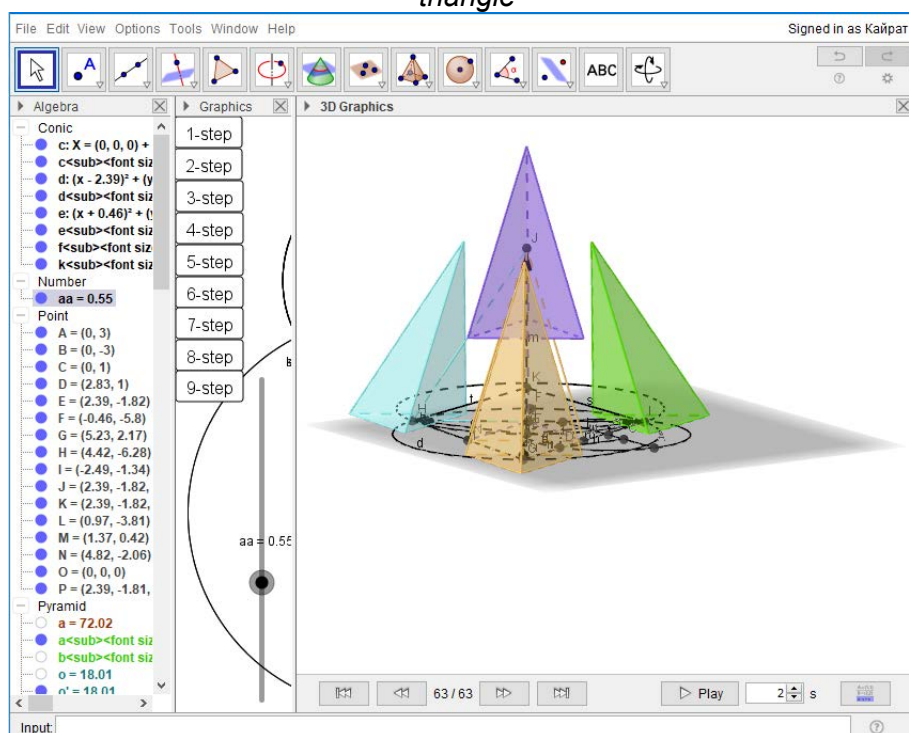 triangle
File Edit View Options Tools Window Help
Signed in as Кайрат
A
α
ABC
Algebra
Graphics
3D Graphics
Conic
c: X = (0, 0, 0) +
c<sub><font siz
d: (x - 2.39)² + (y
d<sub><font siz
e: (x + 0.46)² + (y
e<sub><font siz
f<sub><font size
k<sub><font siz
Number
aa = 0.55
Point
A = (0, 3)
B = (0, -3)
C = (0, 1)
D = (2.83, 1)
E = (2.39, -1.82)
F = (-0.46, -5.8)
G = (5.23, 2.17)
H = (4.42, -6.28)
I = (-2.49, -1.34)
J = (2.39, -1.82,
K = (2.39, -1.82,
L = (0.97, -3.81)
M = (1.37, 0.42)
N = (4.82, -2.06)
O = (0, 0, 0)
P = (2.39, -1.81,
Pyramid
a = 72.02
a<sub><font siz
b<sub><font siz
o = 18.01
o' = 18.01
1-step
2-step
3-step
4-step
5-step
6-step
7-step
8-step
9-step
aa = 0.55
J
m
K
F
H
t
s
L
d
G
A
63 / 63
Play
2
s
Input: